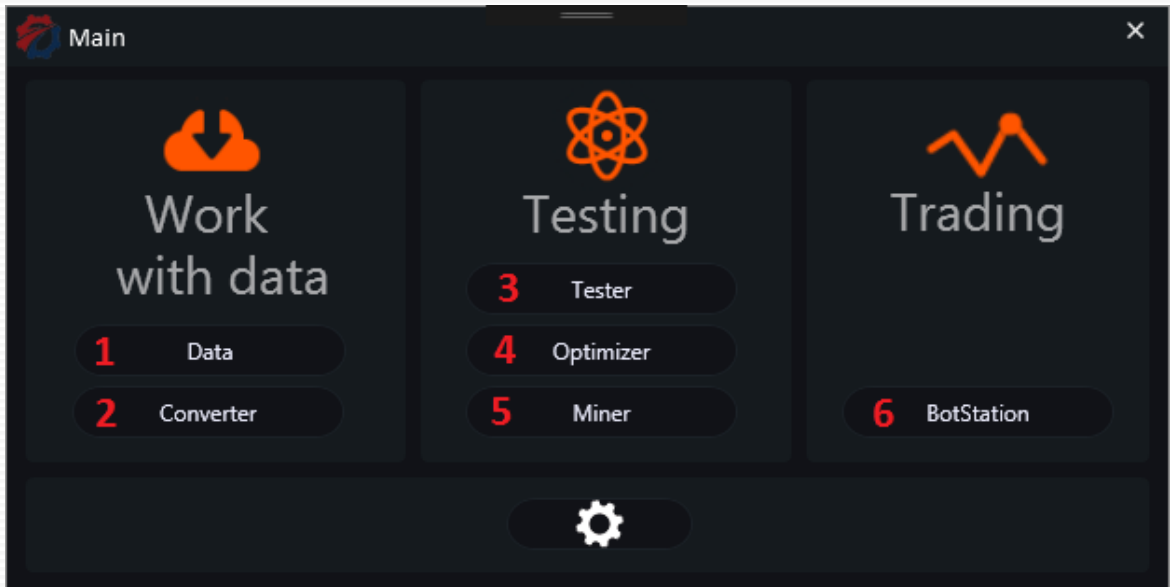 Main
Work
with data
1 Data
2 Converter
Testing
3 Tester
4 Optimizer
5 Miner
Trading
6 BotStation